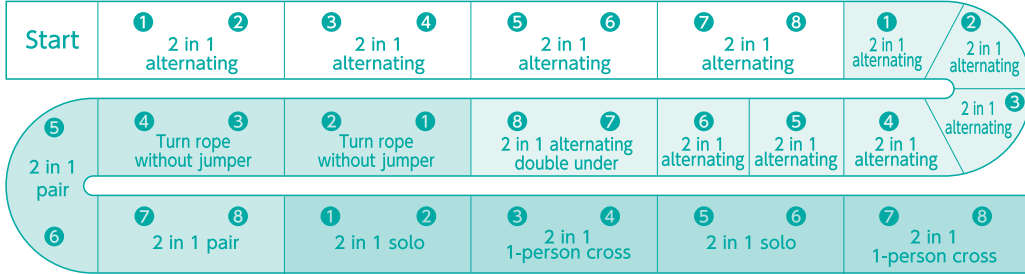 Start
1 2
2 in 1
alternating
3 4
2 in 1
alternating
5 6
2 in 1
alternating
7 8
2 in 1
alternating
1
2 in 1
alternating
2
2 in 1
alternating
3
2 in 1
alternating
4
2 in 1
alternating
5
2 in 1
alternating
6
2 in 1
alternating
8 7
2 in 1 alternating
double under
2 1
Turn rope
without jumper
4 3
Turn rope
without jumper
5
2 in 1
pair
6
7 8
2 in 1 pair
1 2
2 in 1 solo
3 4
2 in 1
1-person cross
5 6
2 in 1 solo
7 8
2 in 1
1-person cross